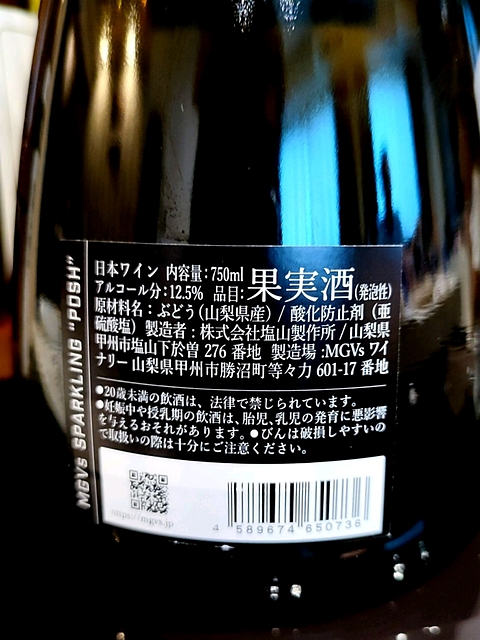 日本ワイン 内容量:750ml 果実酒(発泡性)
アルコール分:12.5% 品目:
原材料名:ぶどう(山梨県産)/酸化防止剤(亜
硫酸塩) 製造者:株式会社塩山製作所/山梨県
甲州市塩山下於曽 276 番地 製造場:MGVs ワイ
ナリー 山梨県甲州市勝沼町等々力 601-17 番地
●20歳未満の飲酒は、法律で禁じられています。
●妊娠中や授乳期の飲酒は、胎児、乳児の発育に悪影響
を与えるおそれがあります。●びんは破損しやすいの
で取扱いの際は十分にご注意ください。
MGVs SPARKLING "POSH"
https://mgvs.jp
4 589674 650736